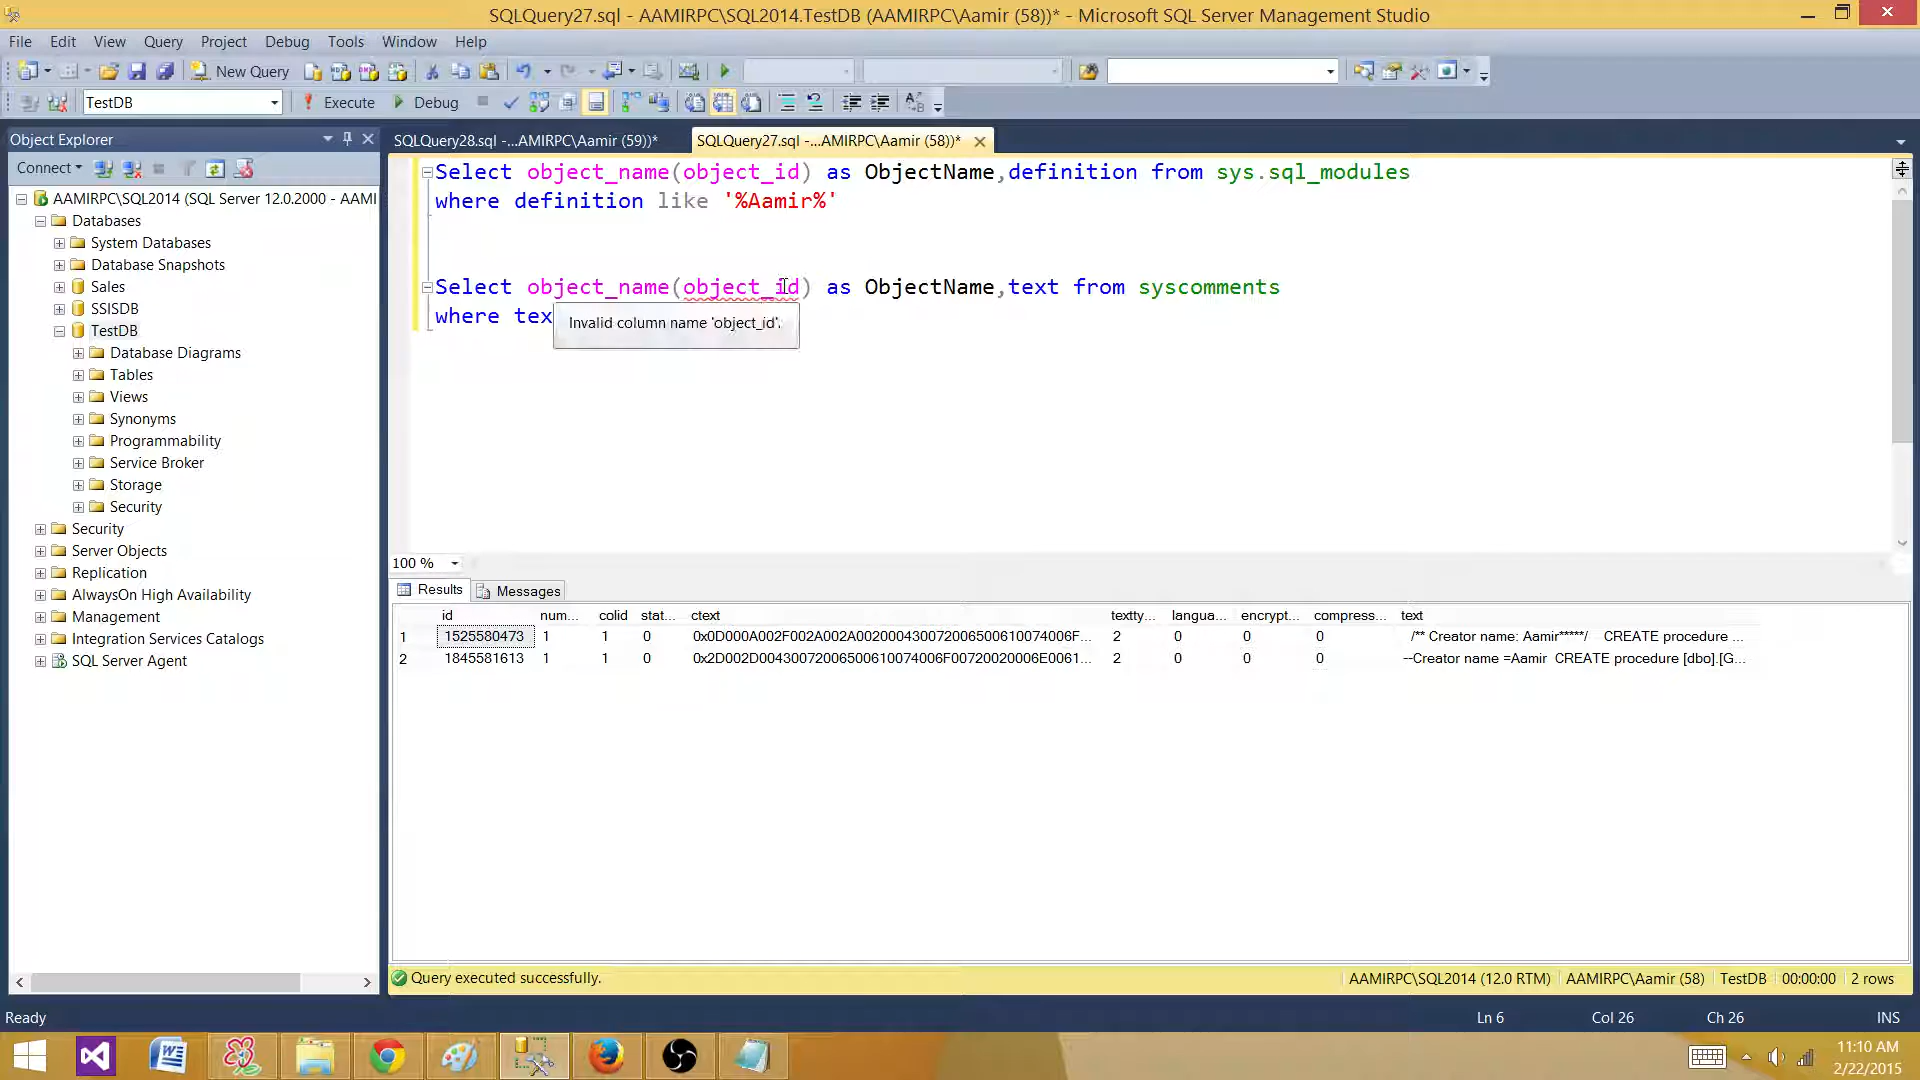 SQLQuery27.sql - AAMIRPC\SQL2014.TestDB (AAMIRPC\Aamir (58))* - Microsoft SQL Server Management Studio
File Edit View Query Project Debug Tools Window Help
New Query
TestDB Execute Debug
Object Explorer
SQLQuery28.sql -...AMIRPC\Aamir (59))* SQLQuery27.sql -...AMIRPC\Aamir (58))*
Connect
AAMIRPC\SQL2014 (SQL Server 12.0.2000 - AAMI
Databases
System Databases
Database Snapshots
Sales
SSISDB
TestDB
Database Diagrams
Tables
Views
Synonyms
Programmability
Service Broker
Storage
Security
Security
Server Objects
Replication
AlwaysOn High Availability
Management
Integration Services Catalogs
SQL Server Agent
Select object_name(object_id) as ObjectName,definition from sys.sql_modules
where definition like '%Aamir%'
Select object_name(object_id) as ObjectName,text from syscomments
where tex
Invalid column name 'object_id'.
100 %
Results Messages
id num... colid stat... ctext textty... langua... encrypt... compress... text
1 1525580473 1 1 0 0x0D000A002F002A002A00200043007200650061007400​6F... 2 0 0 0 /** Creator name: Aamir*****/ CREATE procedure ...
2 1845581613 1 1 0 0x2D002D00430072006500610074006F00720020006E0061... 2 0 0 0 --Creator name =Aamir CREATE procedure [dbo].[G...
Query executed successfully. AAMIRPC\SQL2014 (12.0 RTM) AAMIRPC\Aamir (58) TestDB 00:00:00 2 rows
Ready Ln 6 Col 26 Ch 26 INS
11:10 AM
2/22/2015